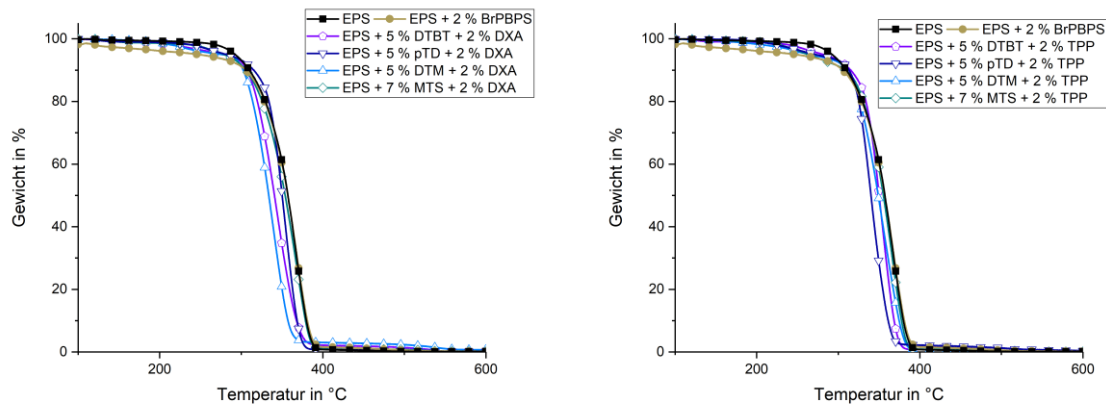 EPS EPS + 2 % BrPBPS
EPS + 5 % DTBT + 2 % DXA
EPS + 5 % pTD + 2 % DXA
EPS + 5 % DTM + 2 % DXA
EPS + 7 % MTS + 2 % DXA
100
80
60
40
20
0
Gewicht in %
200 400 600
Temperatur in °C
EPS EPS + 2 % BrPBPS
EPS + 5 % DTBT + 2 % TPP
EPS + 5 % pTD + 2 % TPP
EPS + 5 % DTM + 2 % TPP
EPS + 7 % MTS + 2 % TPP
100
80
60
40
20
0
Gewicht in %
200 400 600
Temperatur in °C